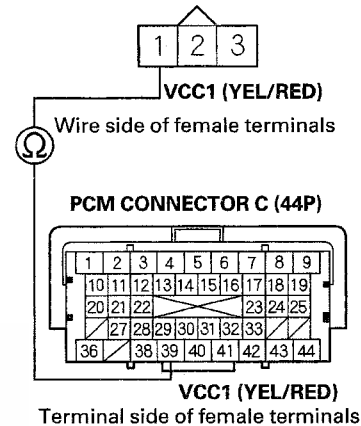 1 2 3
VCC1 (YEL/RED)
Wire side of female terminals
Ω
PCM CONNECTOR C (44P)
1 2 3 4 5 6 7 8 9
10 11 12 13 14 15 16 17 18 19
20 21 22 23 24 25
27 28 29 30 31 32 33
36 38 39 40 41 42 43 44
VCC1 (YEL/RED)
Terminal side of female terminals